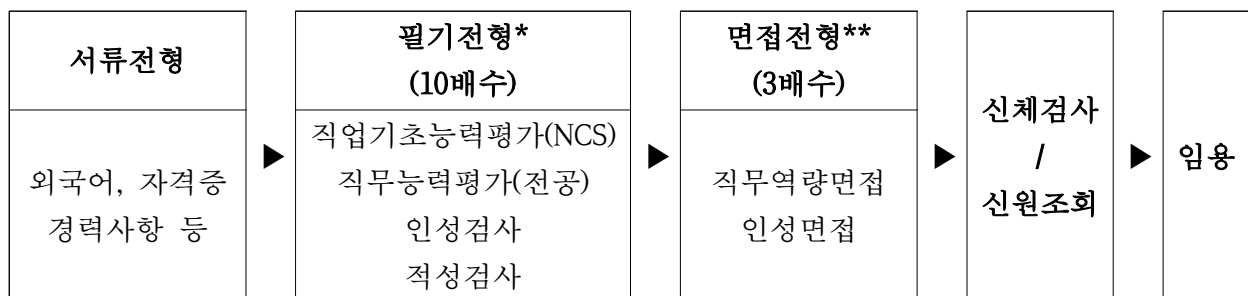 서류전형
외국어, 자격증
경력사항 등
▶
필기전형*
(10배수)
직업기초능력평가(NCS)
직무능력평가(전공)
인성검사
적성검사
▶
면접전형**
(3배수)
직무역량면접
인성면접
▶
신체검사
/
신원조회
▶
임용